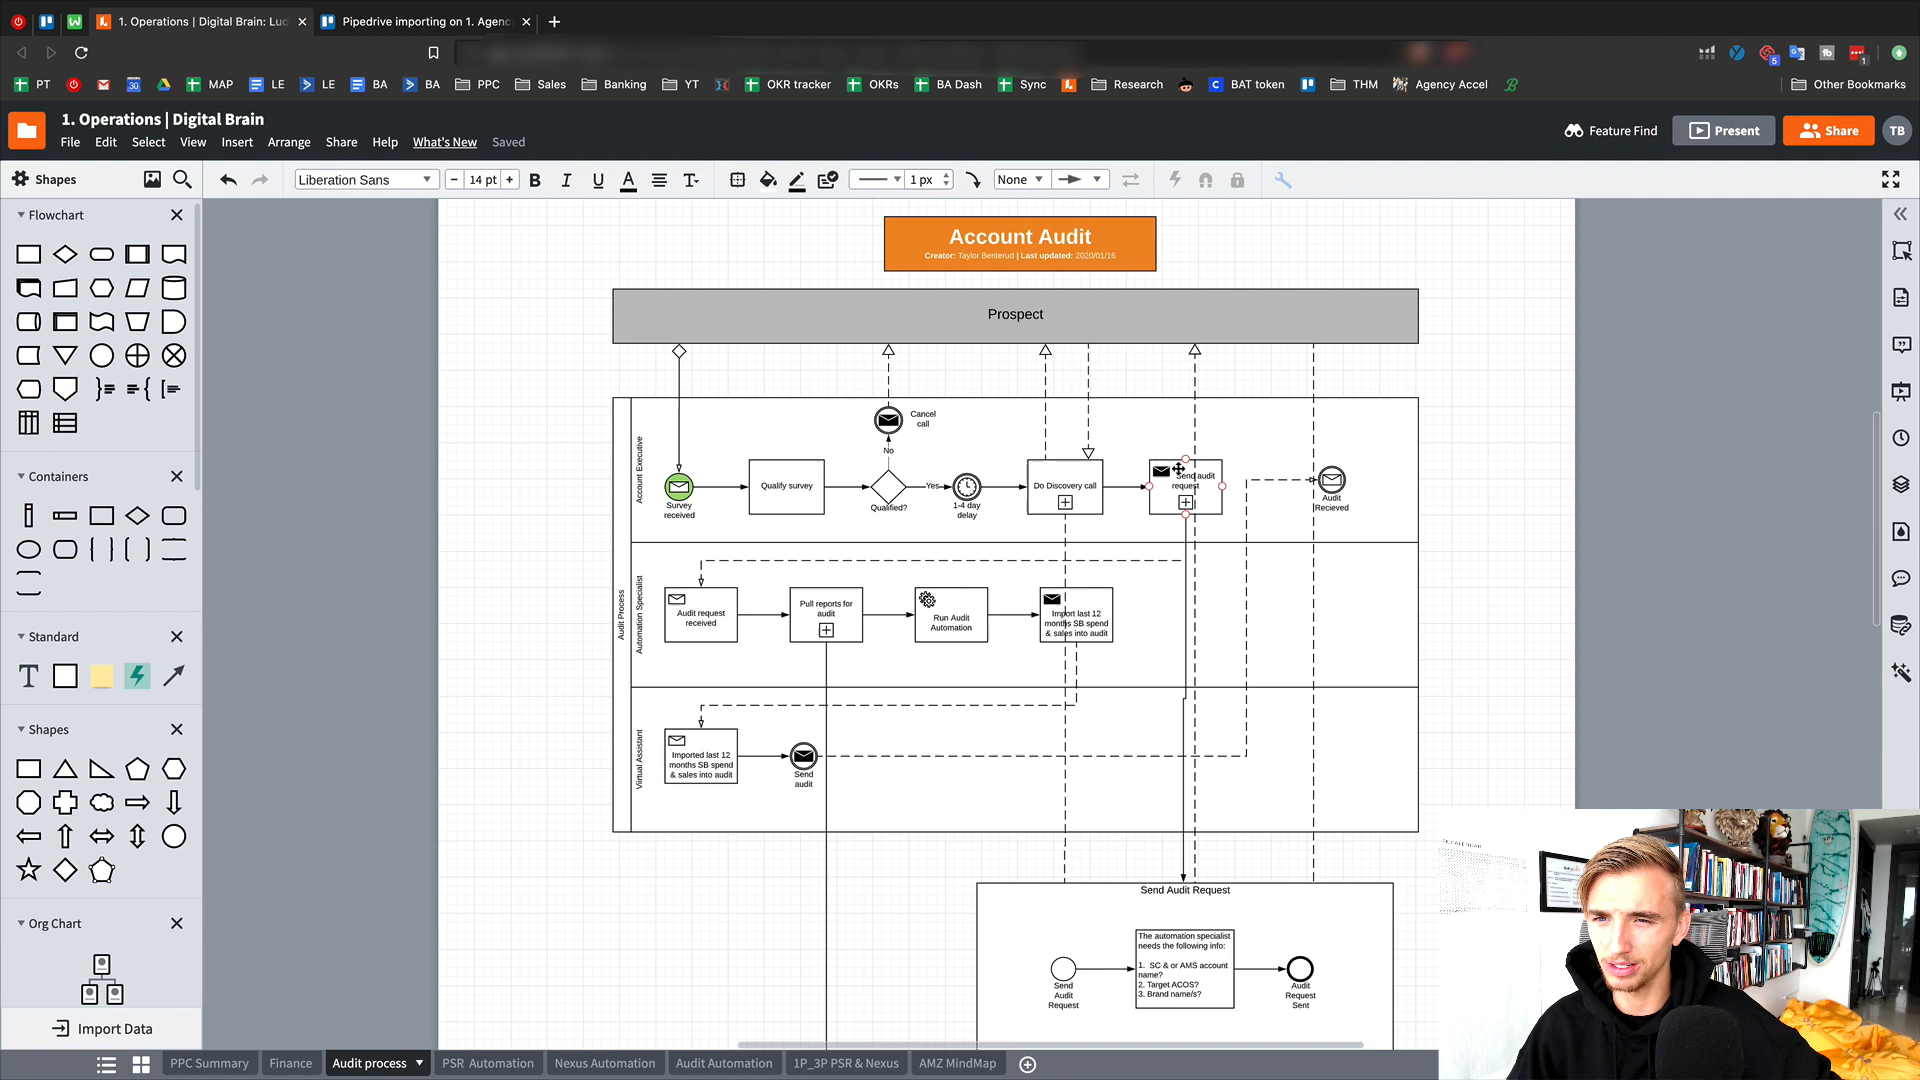 1. Operations | Digital Brain: Luc
Pipedrive importing on 1. Agenc
PT
30
MAP
LE
LE
BA
BA
PPC
Sales
Banking
YT
OKR tracker
OKRs
BA Dash
Sync
Research
BAT token
THM
Agency Accel
Other Bookmarks
1. Operations | Digital Brain
File
Edit
Select
View
Insert
Arrange
Share
Help
What's New
Saved
Feature Find
Present
Share
TB
Shapes
Liberation Sans
14 pt
B
I
U
A
T
1 px
None
Flowchart
Containers
Standard
T
Shapes
Org Chart
Import Data
Account Audit
Creator: Taylor Benterud | Last updated: 2020/01/16
Prospect
Audit Process
Account Executive
Survey
received
Qualify survey
Cancel
call
No
Qualified?
Yes
1-4 day
delay
Do Discovery call
Send audit
request
Audit
Recieved
Automation Specialist
Audit request
received
Pull reports for
audit
Run Audit
Automation
Import last 12
months SB spend
& sales into audit
Virtual Assistant
Imported last 12
months SB spend
& sales into audit
Send
audit
Send Audit Request
Send
Audit
Request
The automation specialist
needs the following info:
1. SC & or AMS account
name?
2. Target ACOS?
3. Brand name/s?
Audit
Request
Sent
PPC Summary
Finance
Audit process
PSR Automation
Nexus Automation
Audit Automation
1P_3P PSR & Nexus
AMZ MindMap